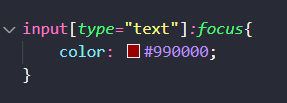 input[type="text"]:focus{
    color: #990000;
}